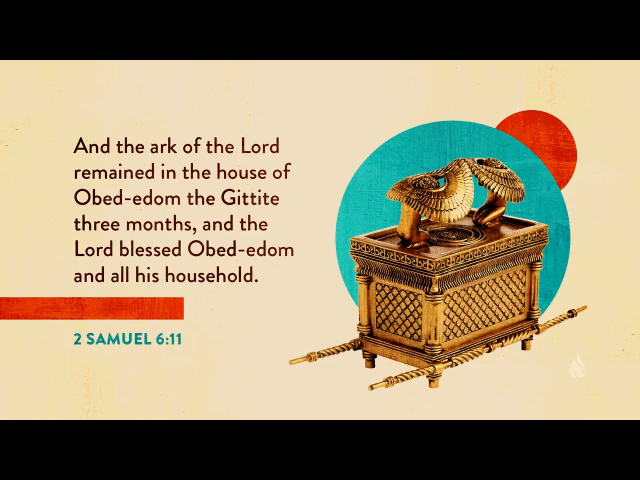 And the ark of the Lord
remained in the house of
Obed-edom the Gittite
three months, and the
Lord blessed Obed-edom
and all his household.
2 SAMUEL 6:11